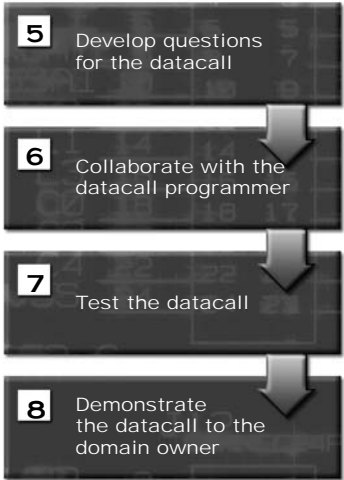 5
Develop questions
for the datacall
6
Collaborate with the
datacall programmer
7
Test the datacall
8
Demonstrate
the datacall to the
domain owner